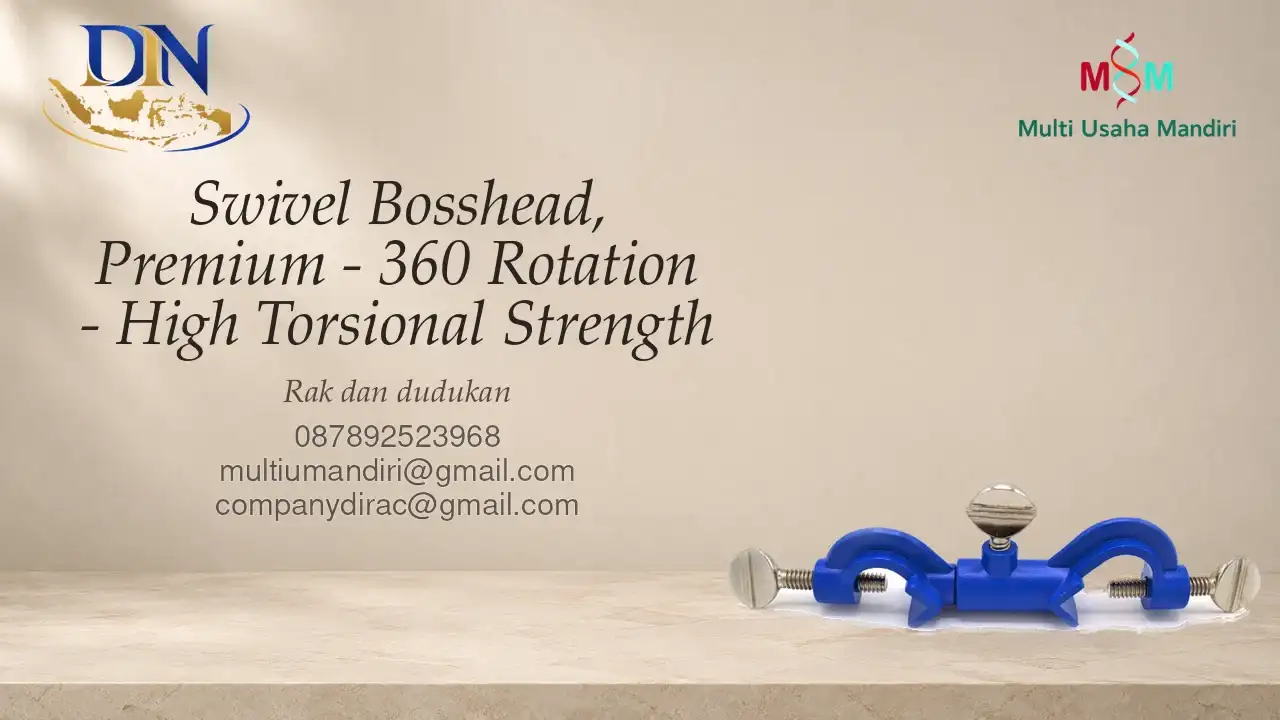 DIN
MSM
Multi Usaha Mandiri
Swivel Bosshead,
Premium - 360 Rotation
- High Torsional Strength
Rak dan dudukan
087892523968
multiumandiri@gmail.com
companydirac@gmail.com